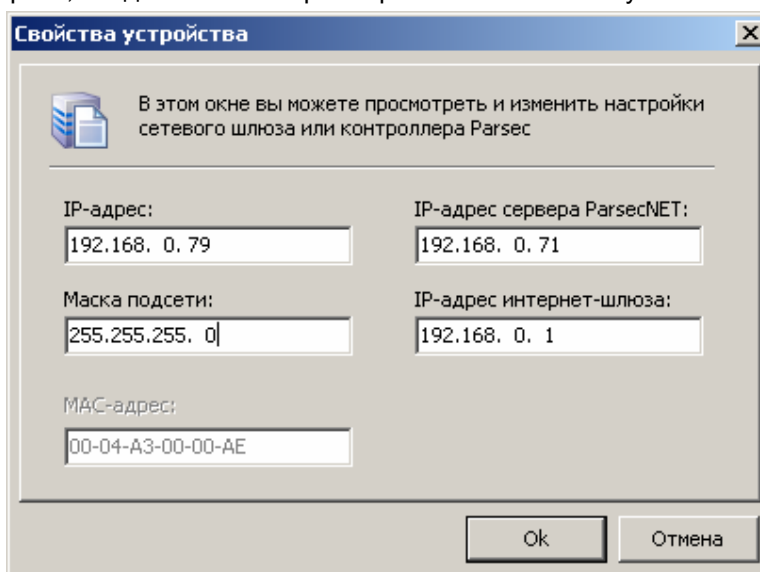 Свойства устройства
В этом окне вы можете просмотреть и изменить настройки
сетевого шлюза или контроллера Parsec
IP-адрес:
192.168. 0. 79
IP-адрес сервера ParsecNET:
192.168. 0. 71
Маска подсети:
255.255.255. 0
IP-адрес интернет-шлюза:
192.168. 0. 1
MAC-адрес:
00-04-A3-00-00-AE
Ok
Отмена